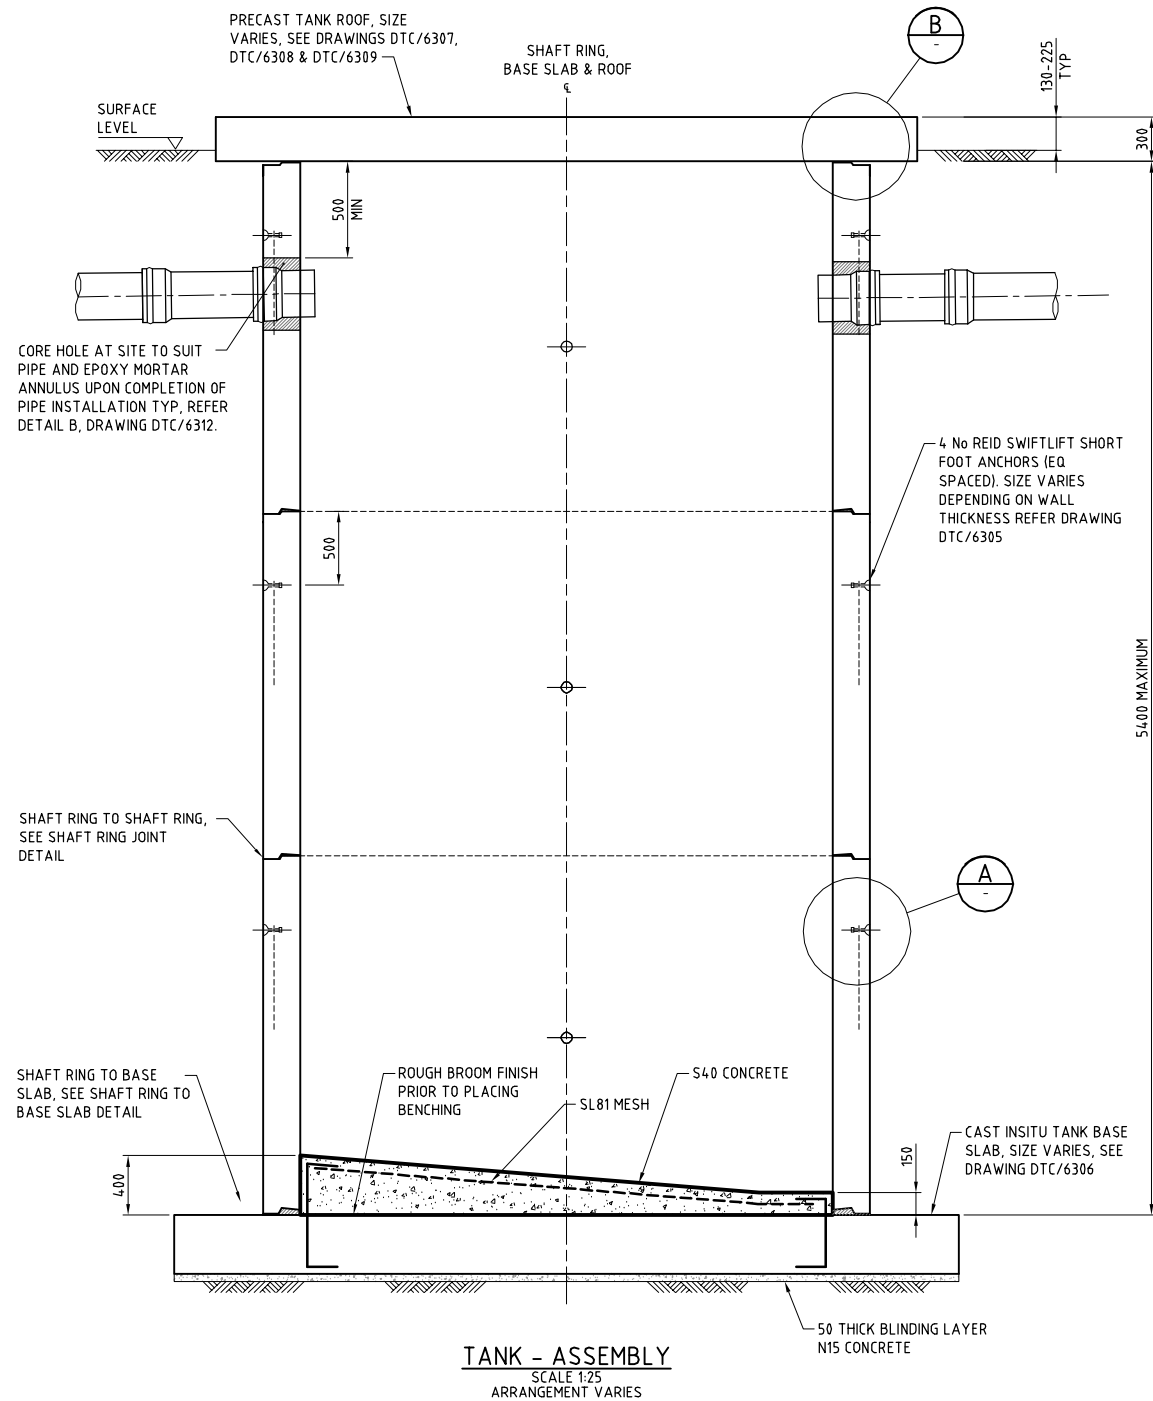 PRECAST TANK ROOF, SIZE
VARIES, SEE DRAWINGS DTC/6307,
DTC/6308 & DTC/6309
SHAFT RING,
BASE SLAB & ROOF
℄
B
-
130-225
TYP
300
SURFACE
LEVEL
500
MIN
CORE HOLE AT SITE TO SUIT
PIPE AND EPOXY MORTAR
ANNULUS UPON COMPLETION OF
PIPE INSTALLATION TYP, REFER
DETAIL B, DRAWING DTC/6312.
4 No REID SWIFTLIFT SHORT
FOOT ANCHORS (EQ
SPACED). SIZE VARIES
DEPENDING ON WALL
THICKNESS REFER DRAWING
DTC/6305
500
5400 MAXIMUM
SHAFT RING TO SHAFT RING,
SEE SHAFT RING JOINT
DETAIL
A
-
SHAFT RING TO BASE
SLAB, SEE SHAFT RING TO
BASE SLAB DETAIL
ROUGH BROOM FINISH
PRIOR TO PLACING
BENCHING
SL81 MESH
S40 CONCRETE
CAST INSITU TANK BASE
SLAB, SIZE VARIES, SEE
DRAWING DTC/6306
150
400
50 THICK BLINDING LAYER
N15 CONCRETE
TANK - ASSEMBLY
SCALE 1:25
ARRANGEMENT VARIES